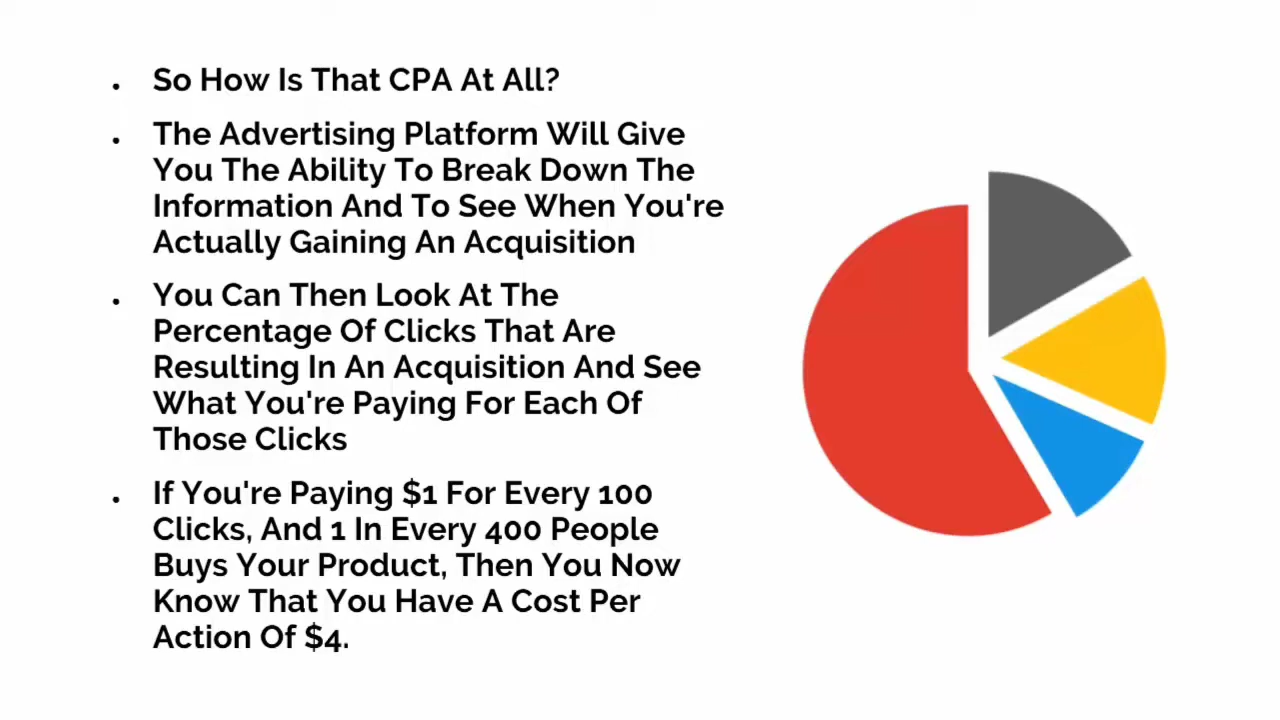 . So How Is That CPA At All?
. The Advertising Platform Will Give
You The Ability To Break Down The
Information And To See When You're
Actually Gaining An Acquisition
. You Can Then Look At The
Percentage Of Clicks That Are
Resulting In An Acquisition And See
What You're Paying For Each Of
Those Clicks
. If You're Paying $1 For Every 100
Clicks, And 1 In Every 400 People
Buys Your Product, Then You Now
Know That You Have A Cost Per
Action Of $4.